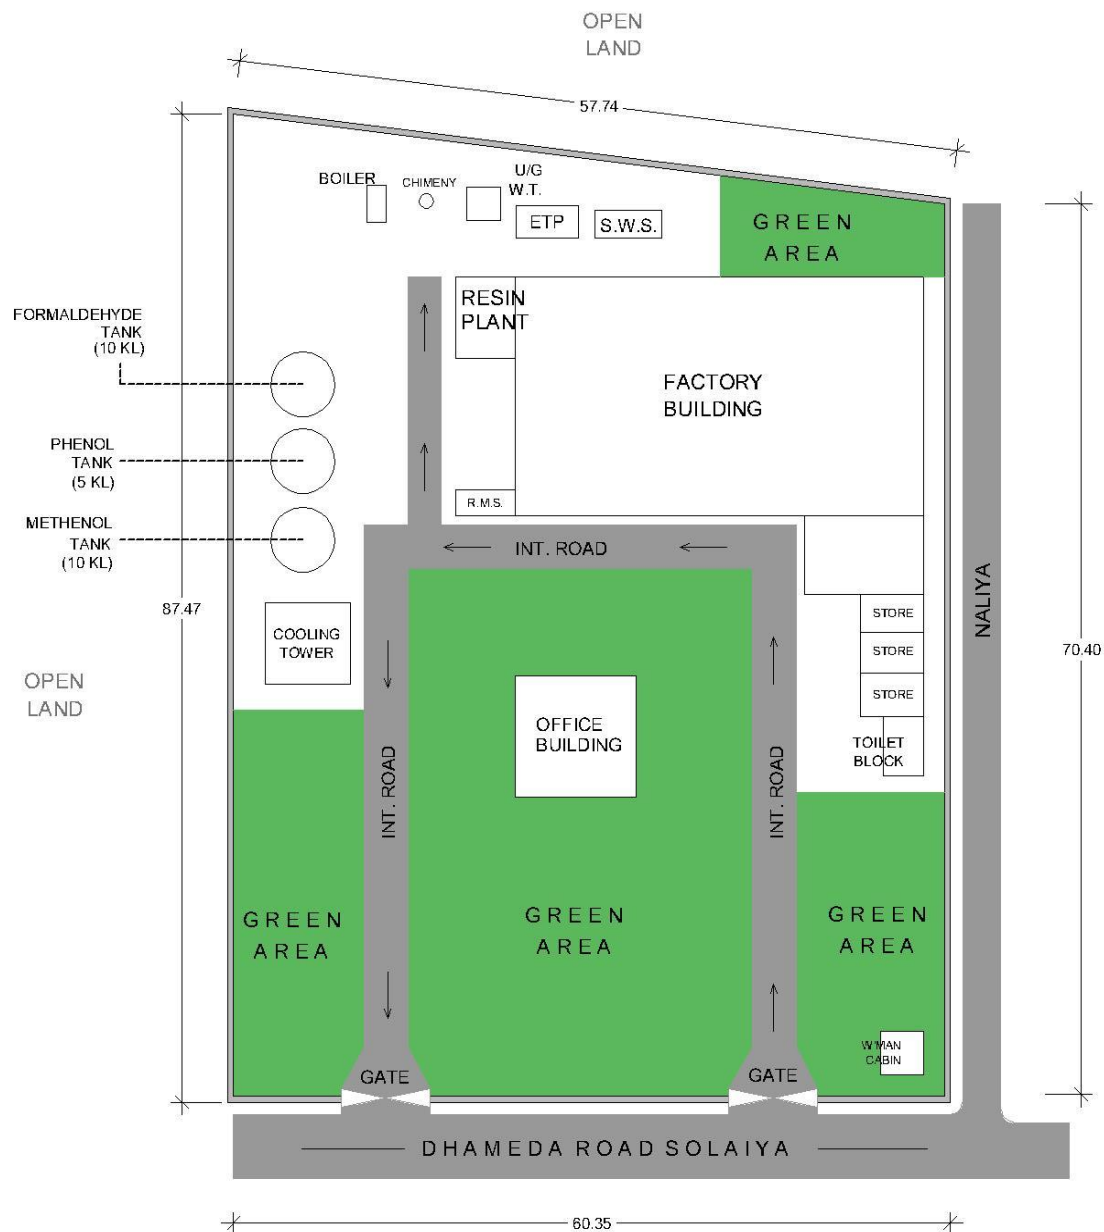 OPEN
LAND
57.74
BOILER
CHIMENY
U/G
W.T.
ETP
S.W.S.
GREEN
AREA
RESIN
PLANT
FORMALDEHYDE
TANK
(10 KL)
FACTORY
BUILDING
PHENOL
TANK
(5 KL)
R.M.S.
METHENOL
TANK
(10 KL)
INT. ROAD
NALIYA
87.47
COOLING
TOWER
STORE
STORE
STORE
70.40
OPEN
LAND
OFFICE
BUILDING
TOILET
BLOCK
INT. ROAD
INT. ROAD
GREEN
AREA
GREEN
AREA
GREEN
AREA
W'MAN
CABIN
GATE
GATE
DHAMEDA ROAD SOLAIYA
60.35